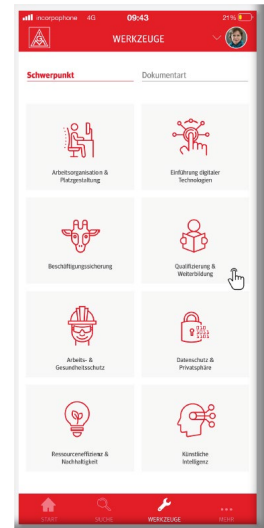 incorpophone 4G 09:43 21%
WERKZEUGE
Schwerpunkt Dokumentart
Arbeitsorganisation &
Platzgestaltung
Einführung digitaler
Technologien
Beschäftigungssicherung
Qualifizierung &
Weiterbildung
Arbeits- &
Gesundheitsschutz
Datenschutz &
Privatsphäre
Ressourceneffizienz &
Nachhaltigkeit
Künstliche
Intelligenz
START SUCHE WERKZEUGE MEHR